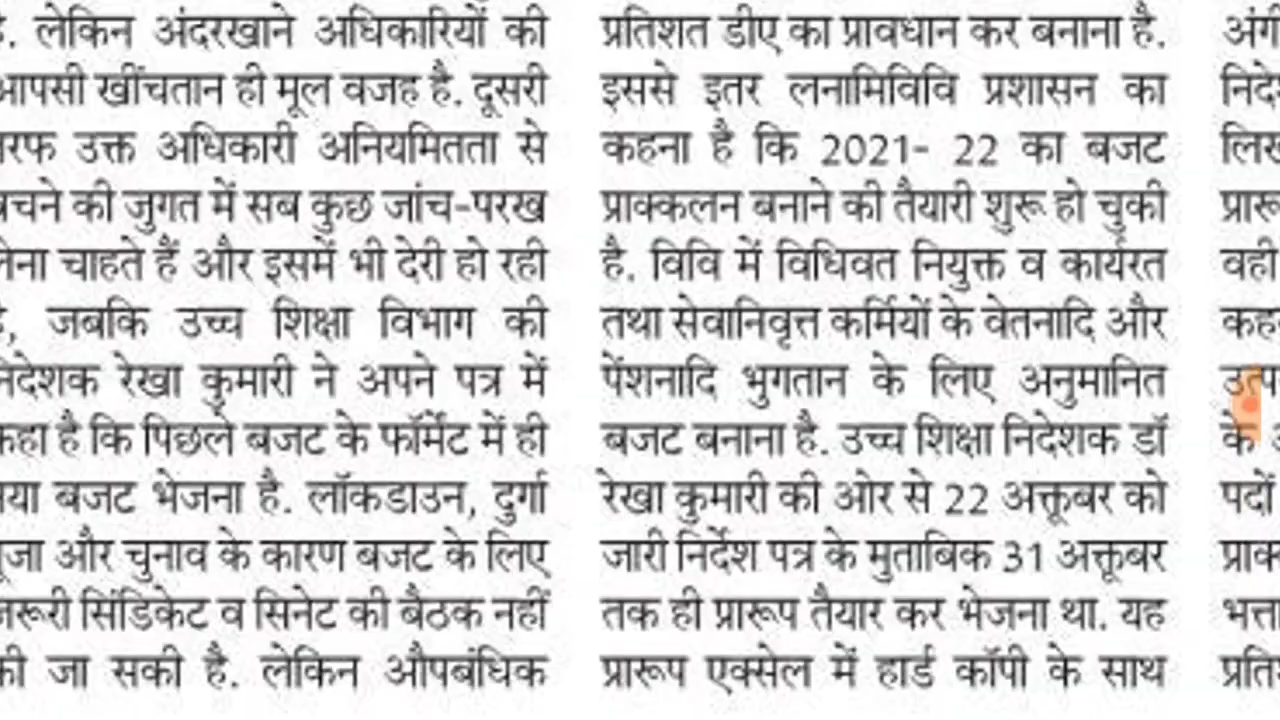 . लेकिन अंदरखाने अधिकारियों की
आपसी खींचतान ही मूल वजह है. दूसरी
तरफ उक्त अधिकारी अनियमितता से
बचने की जुगत में सब कुछ जांच-परख
लेना चाहते हैं और इसमें भी देरी हो रही
है, जबकि उच्च शिक्षा विभाग की
निदेशक रेखा कुमारी ने अपने पत्र में
कहा है कि पिछले बजट के फॉर्मेट में ही
नया बजट भेजना है. लॉकडाउन, दुर्गा
पूजा और चुनाव के कारण बजट के लिए
जरूरी सिंडिकेट व सिनेट की बैठक नहीं
की जा सकी है. लेकिन औपबंधिक
प्रतिशत डीए का प्रावधान कर बनाना है.
इससे इतर लनामिविवि प्रशासन का
कहना है कि 2021- 22 का बजट
प्राक्कलन बनाने की तैयारी शुरू हो चुकी
है. विवि में विधिवत नियुक्त व कार्यरत
तथा सेवानिवृत्त कर्मियों के वेतनादि और
पेंशनादि भुगतान के लिए अनुमानित
बजट बनाना है. उच्च शिक्षा निदेशक डॉ
रेखा कुमारी की ओर से 22 अक्तूबर को
जारी निर्देश पत्र के मुताबिक 31 अक्तूबर
तक ही प्रारूप तैयार कर भेजना था. यह
प्रारूप एक्सेल में हार्ड कॉपी के साथ
वही
के
पदों